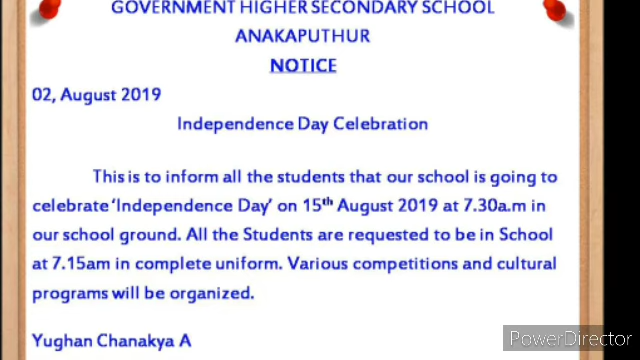 GOVERNMENT HIGHER SECONDARY SCHOOL
ANAKAPUTHUR
NOTICE
02, August 2019
Independence Day Celebration
This is to inform all the students that our school is going to
celebrate ‘Independence Day’ on 15th August 2019 at 7.30a.m in
our school ground. All the Students are requested to be in School
at 7.15am in complete uniform. Various competitions and cultural
programs will be organized.
Yughan Chanakya A
PowerDirector